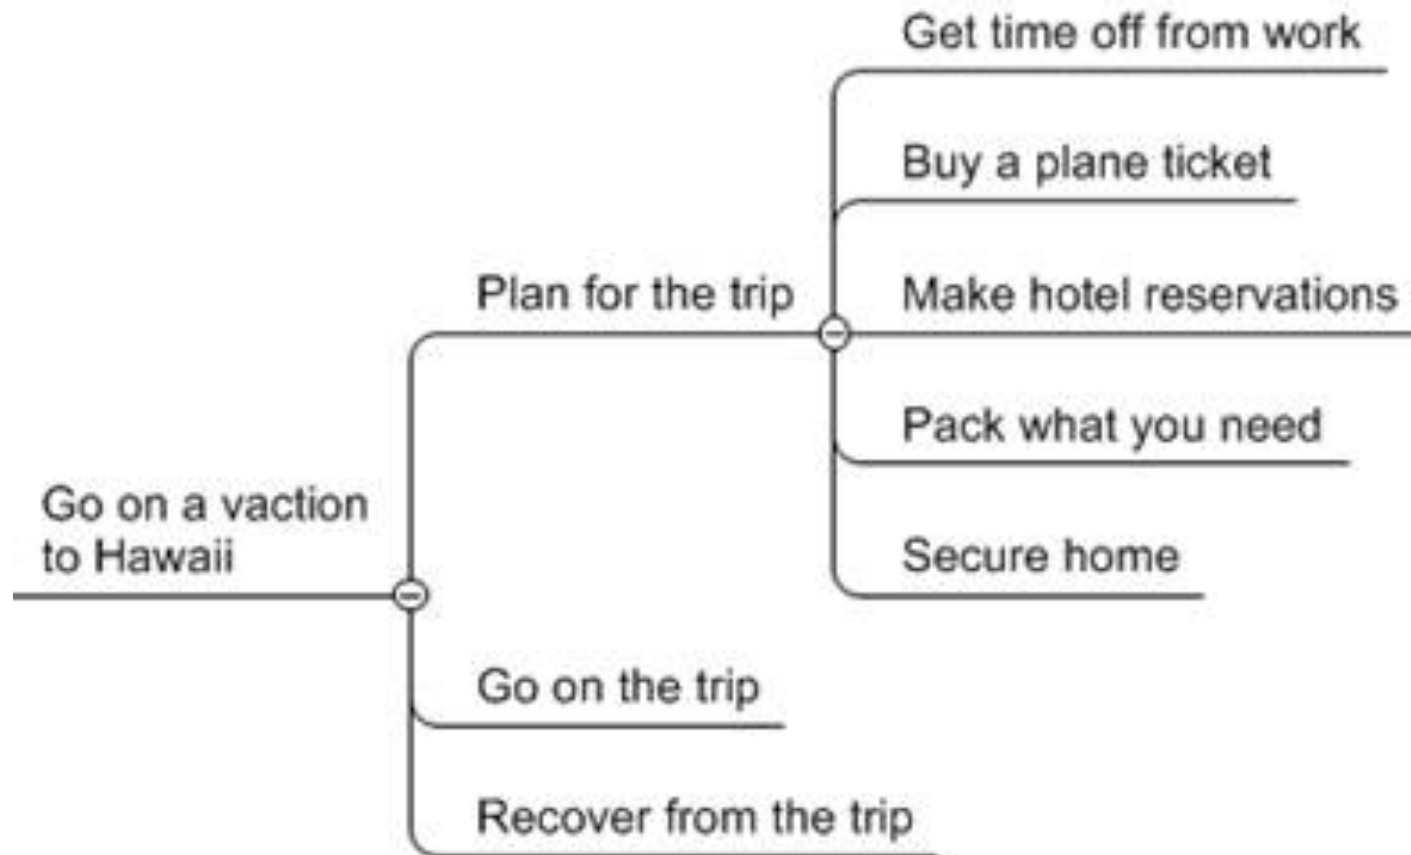 Go on a vaction
to Hawaii
Plan for the trip
Get time off from work
Buy a plane ticket
Make hotel reservations
Pack what you need
Secure home
Go on the trip
Recover from the trip